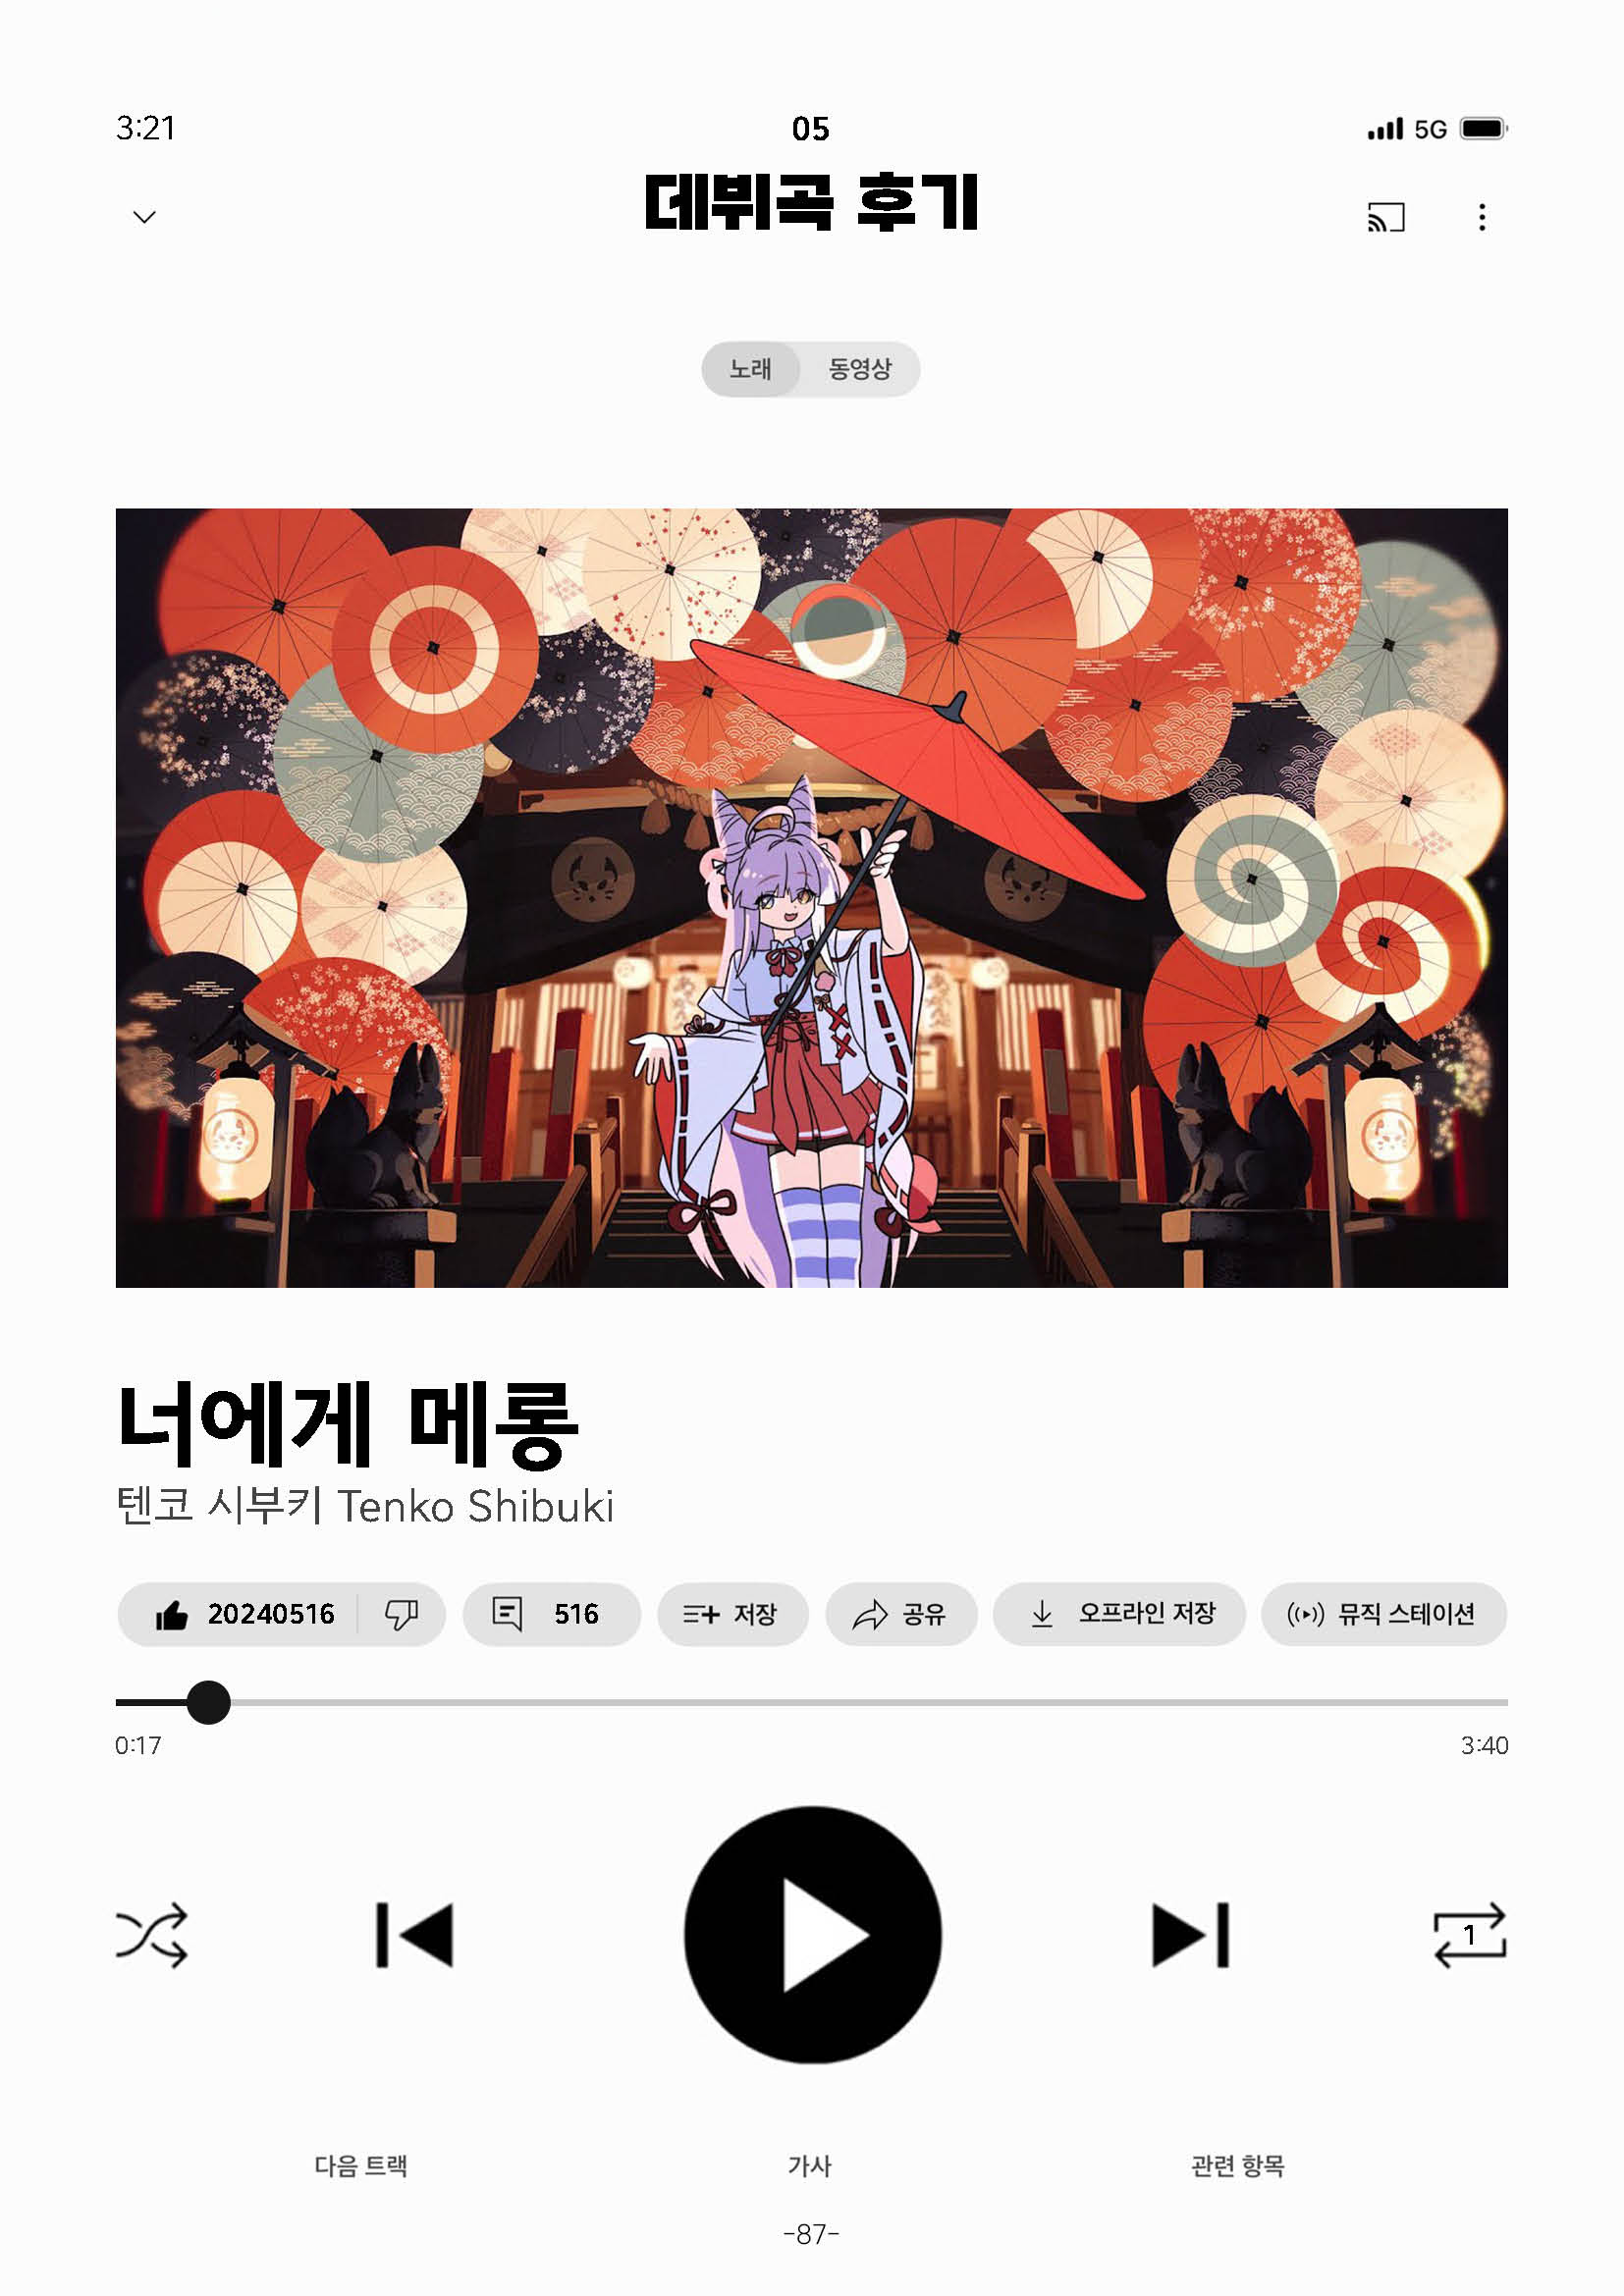 3:21
05
5G
데뷔곡 후기
노래 동영상
너에게 메롱
텐코 시부키 Tenko Shibuki
20240516 516 저장 공유 오프라인 저장 뮤직 스테이션
0:17 3:40
1
다음 트랙 가사 관련 항목
-87-